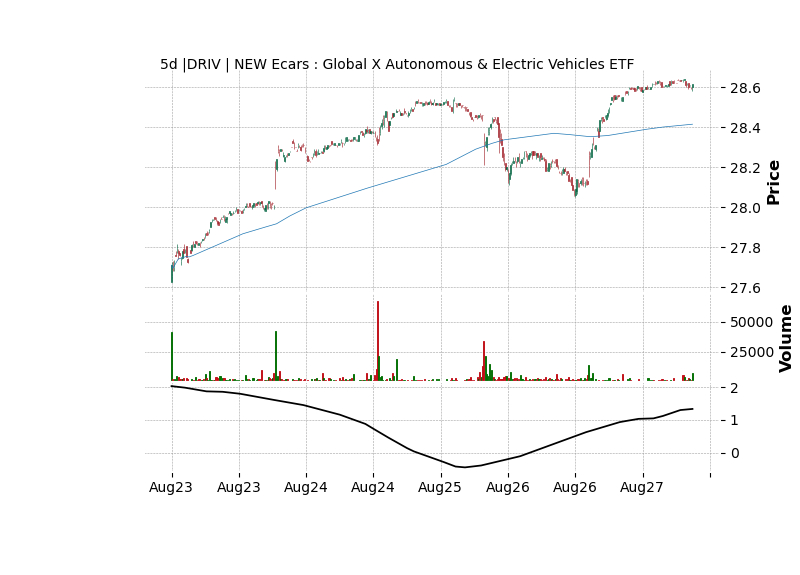 5d |DRIV | NEW Ecars : Global X Autonomous & Electric Vehicles ETF
28.6
28.4
28.2
28.0
27.8
27.6
Price
50000
25000
Volume
2
1
0
Aug23 Aug23 Aug24 Aug24 Aug25 Aug26 Aug26 Aug27